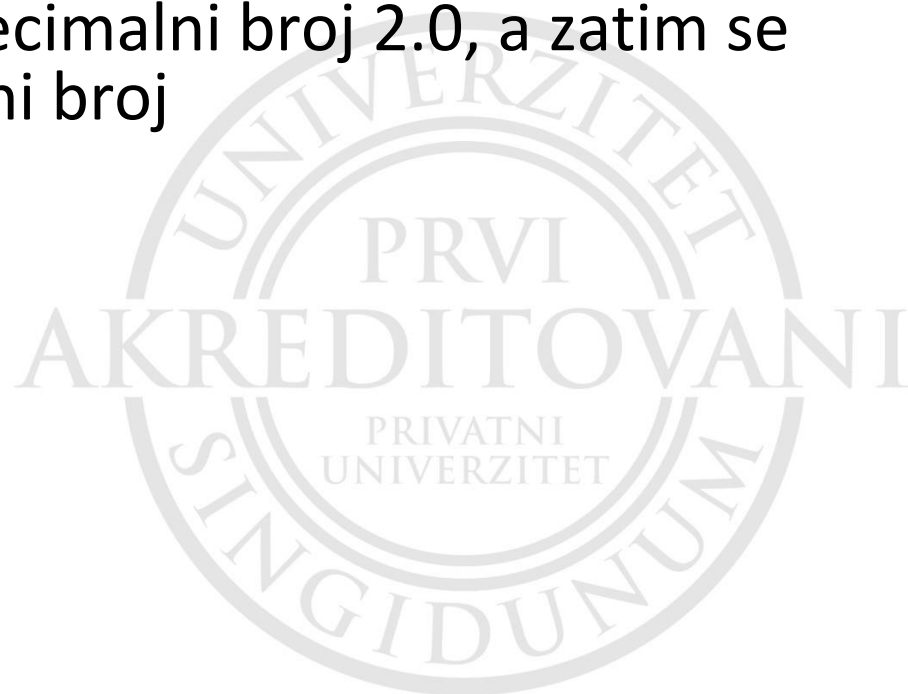 ecimalni broj 2.0, a zatim se
ni broj
UNIVERZITET
PRVI
AKREDITOVANI
PRIVATNI
UNIVERZITET
SINGIDUNUM